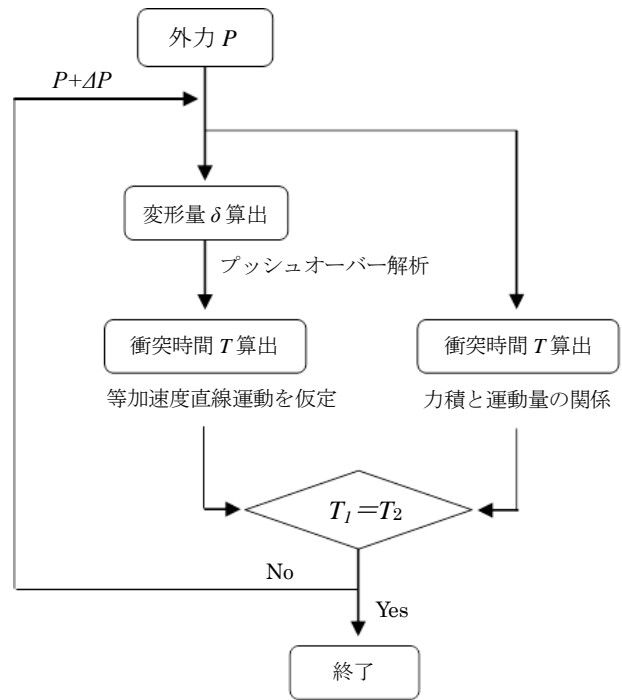 外力 P
P+ΔP
変形量 δ 算出
プッシュオーバー解析
衝突時間 T 算出
衝突時間 T 算出
等加速度直線運動を仮定
力積と運動量の関係
T₁＝T₂
No
Yes
終了